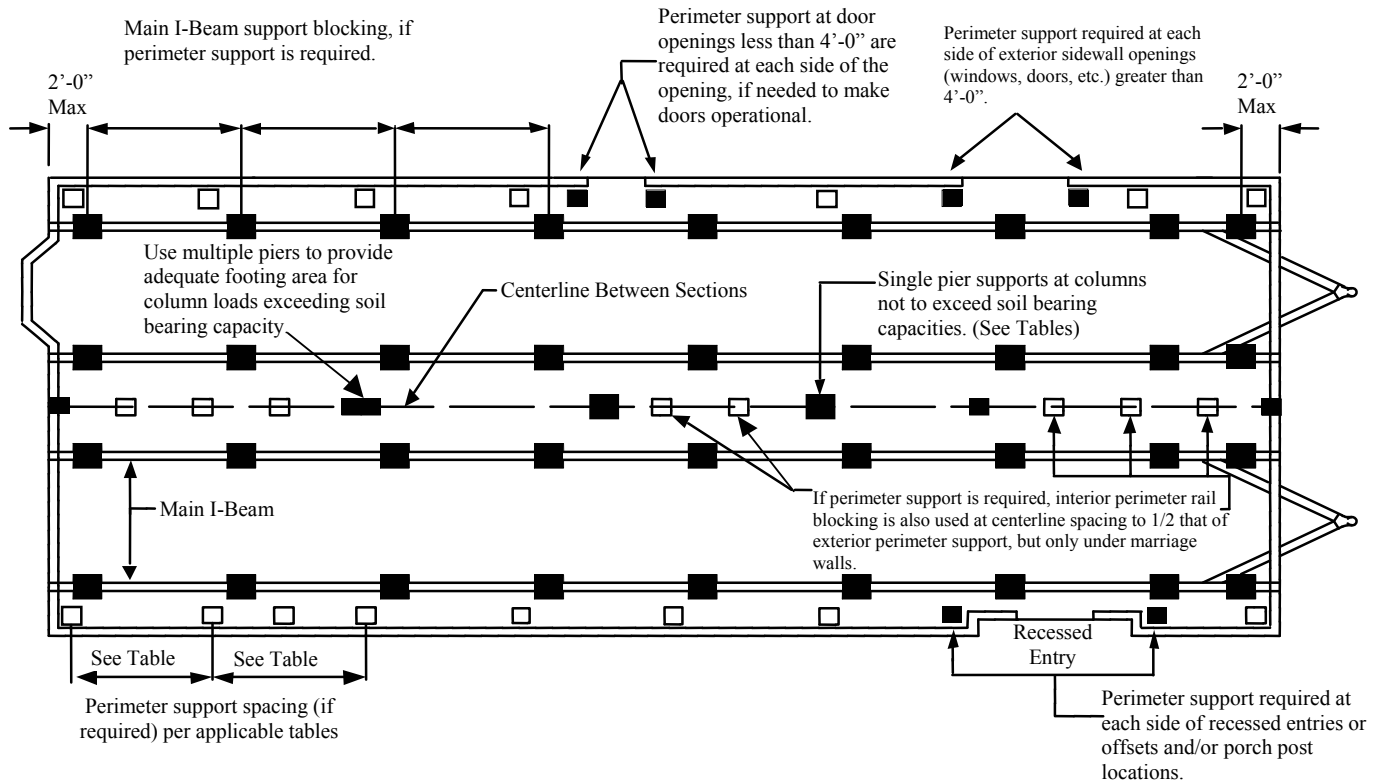 Main I-Beam support blocking, if
perimeter support is required.
Perimeter support at door
openings less than 4’-0” are
required at each side of the
opening, if needed to make
doors operational.
Perimeter support required at each
side of exterior sidewall openings
(windows, doors, etc.) greater than
4’-0”.
2’-0”
Max
2’-0”
Max
Use multiple piers to provide
adequate footing area for
column loads exceeding soil
bearing capacity
Centerline Between Sections
Single pier supports at columns
not to exceed soil bearing
capacities. (See Tables)
Main I-Beam
If perimeter support is required, interior perimeter rail
blocking is also used at centerline spacing to 1/2 that of
exterior perimeter support, but only under marriage
walls.
See Table
See Table
Perimeter support spacing (if
required) per applicable tables
Recessed
Entry
Perimeter support required at
each side of recessed entries or
offsets and/or porch post
locations.